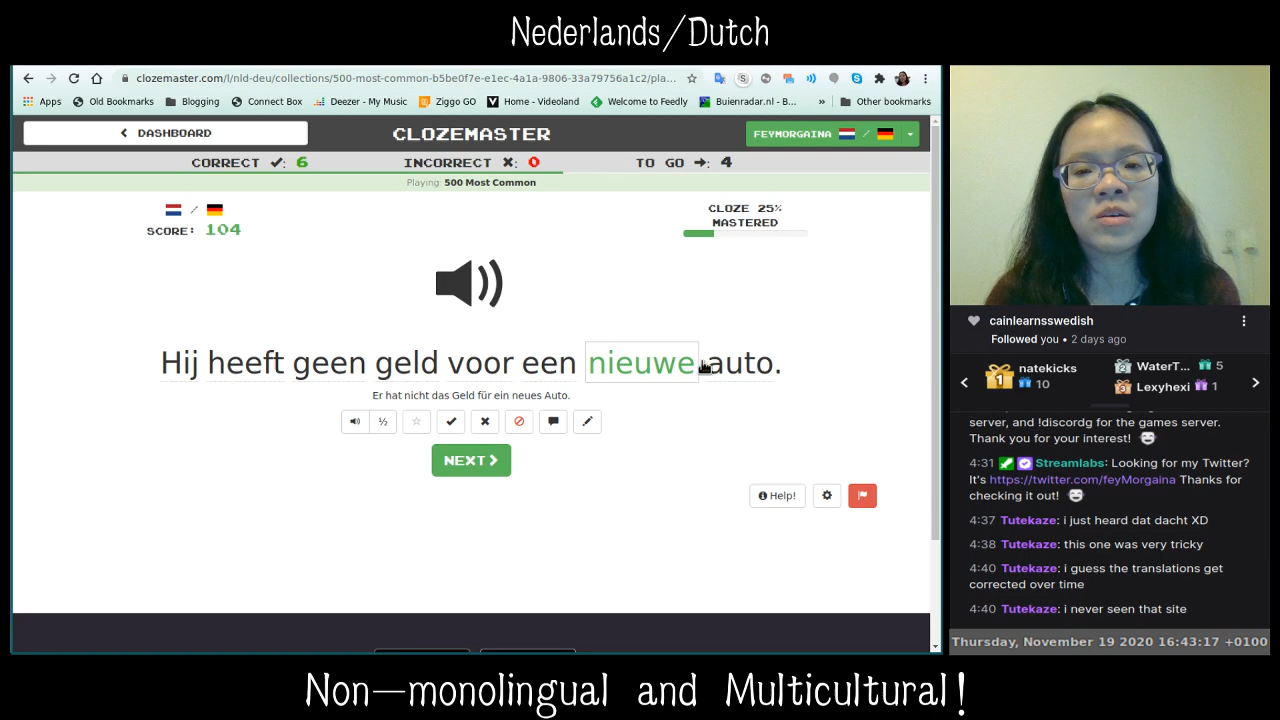 Nederlands/Dutch
clozemaster.com/l/nld-deu/collections/500-most-common-b5be0f7e-e1ec-4a1a-9806-33a79756a1c2/pla...
Apps Old Bookmarks Blogging Connect Box Deezer - My Music Ziggo GO Home - Videoland Welcome to Feedly Buienradar.nl - B... » Other bookmarks
DASHBOARD
CLOZEMASTER
FEYMORGAINA /
CORRECT ✔: 6 INCORRECT ✖: 0 TO GO ➔: 4
Playing: 500 Most Common
/
SCORE: 104
CLOZE 25%
MASTERED
Hij heeft geen geld voor een nieuwe auto.
Er hat nicht das Geld für ein neues Auto.
½
NEXT
Help!
cainlearnsswedish
Followed you • 2 days ago
1 natekicks
10
2 WaterT... 5
3 Lexyhexi 1
server, and !discordg for the games server.
Thank you for your interest!
4:31 Streamlabs: Looking for my Twitter?
It's https://twitter.com/feyMorgaina Thanks for
checking it out!
4:37 Tutekaze: i just heard dat dacht XD
4:38 Tutekaze: this one was very tricky
4:40 Tutekaze: i guess the translations get
corrected over time
4:40 Tutekaze: i never seen that site
Thursday, November 19 2020 16:43:17 +0100
Non-monolingual and Multicultural!